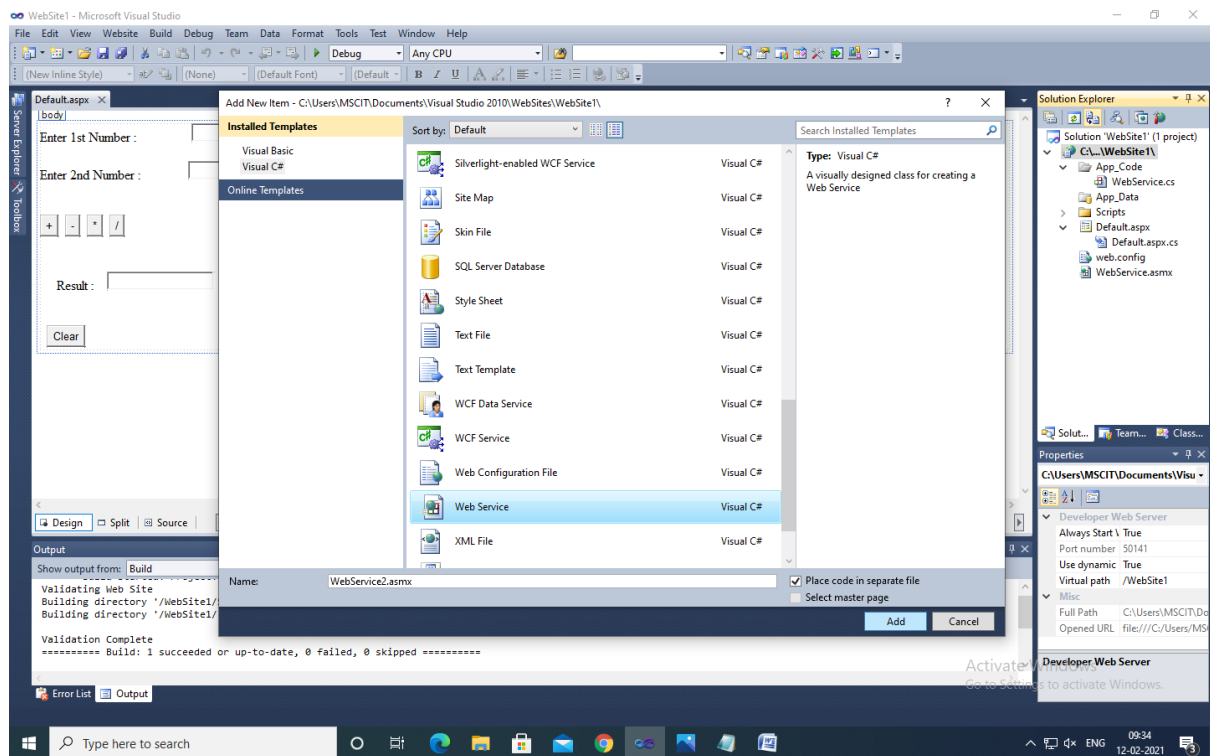 WebSite1 - Microsoft Visual Studio
File Edit View Website Build Debug Team Data Format Tools Test Window Help
Debug Any CPU
(New Inline Style) (None) (Default Font) (Default B I U A
Server Explorer
Toolbox
Default.aspx
body
Enter 1st Number :
Enter 2nd Number :
+ - * /
Result :
Clear
Design Split Source
Add New Item - C:\Users\MSCIT\Documents\Visual Studio 2010\WebSites\WebSite1\
? X
Installed Templates
Visual Basic
Visual C#
Online Templates
Sort by: Default
Search Installed Templates
Silverlight-enabled WCF Service Visual C#
Site Map Visual C#
Skin File Visual C#
SQL Server Database Visual C#
Style Sheet Visual C#
Text File Visual C#
Text Template Visual C#
WCF Data Service Visual C#
WCF Service Visual C#
Web Configuration File Visual C#
Web Service Visual C#
XML File Visual C#
Type: Visual C#
A visually designed class for creating a
Web Service
Name: WebService2.asmx
Place code in separate file
Select master page
Add Cancel
Solution Explorer
Solution 'WebSite1' (1 project)
C:\...\WebSite1\
App_Code
WebService.cs
App_Data
Scripts
Default.aspx
Default.aspx.cs
web.config
WebService.asmx
Solut... Team... Class...
Properties
C:\Users\MSCIT\Documents\Visu
Developer Web Server
Always Start \ True
Port number 50141
Use dynamic True
Virtual path /WebSite1
Misc
Full Path C:\Users\MSCIT\Do
Opened URL file:///C:/Users/MS
Developer Web Server
Output
Show output from: Build
Validating Web Site
Building directory '/WebSite1/
Building directory '/WebSite1/
Validation Complete
========== Build: 1 succeeded or up-to-date, 0 failed, 0 skipped ==========
Error List Output
Activate Windows
Go to Settings to activate Windows.
Type here to search
ENG
09:34
12-02-2021
3